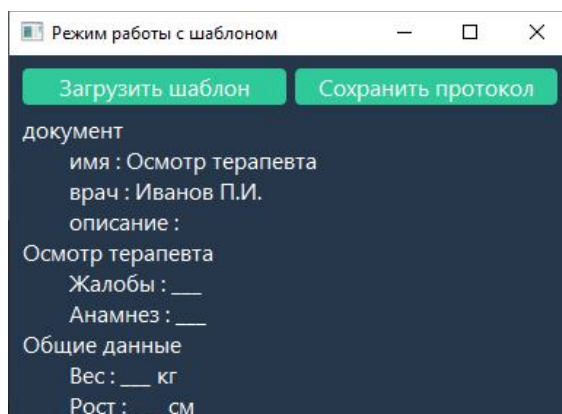 Режим работы с шаблоном
Загрузить шаблон Сохранить протокол
документ
имя : Осмотр терапевта
врач : Иванов П.И.
описание :
Осмотр терапевта
Жалобы : ___
Анамнез : ___
Общие данные
Вес : ___ кг
Рост : ___ см